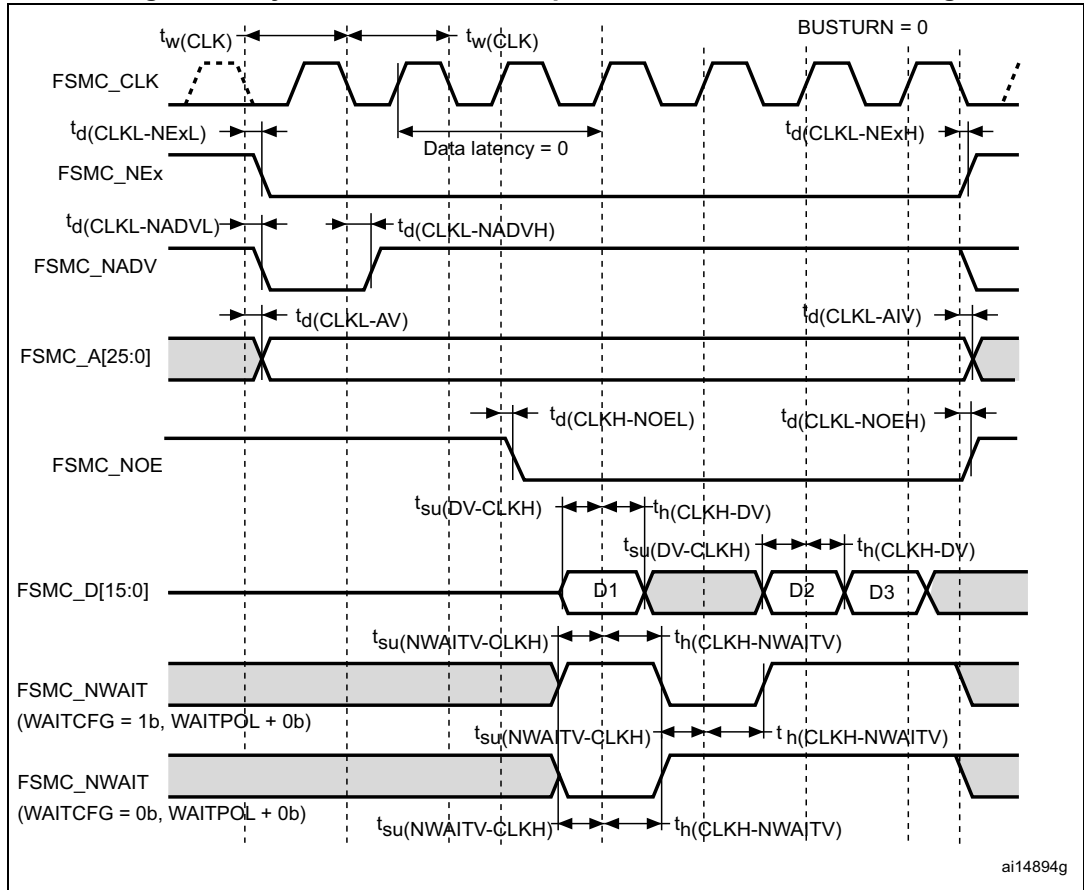 BUSTURN = 0
tw(CLK) tw(CLK)
FSMC_CLK
Data latency = 0
td(CLKL-NExL) td(CLKL-NExH)
FSMC_NEx
td(CLKL-NADVL) td(CLKL-NADVH)
FSMC_NADV
td(CLKL-AV) td(CLKL-AIV)
FSMC_A[25:0]
td(CLKH-NOEL) td(CLKL-NOEH)
FSMC_NOE
tsu(DV-CLKH) th(CLKH-DV)
tsu(DV-CLKH) th(CLKH-DV)
FSMC_D[15:0] D1 D2 D3
tsu(NWAITV-CLKH) th(CLKH-NWAITV)
FSMC_NWAIT
(WAITCFG = 1b, WAITPOL + 0b)
tsu(NWAITV-CLKH) th(CLKH-NWAITV)
FSMC_NWAIT
(WAITCFG = 0b, WAITPOL + 0b)
tsu(NWAITV-CLKH) th(CLKH-NWAITV)
ai14894g